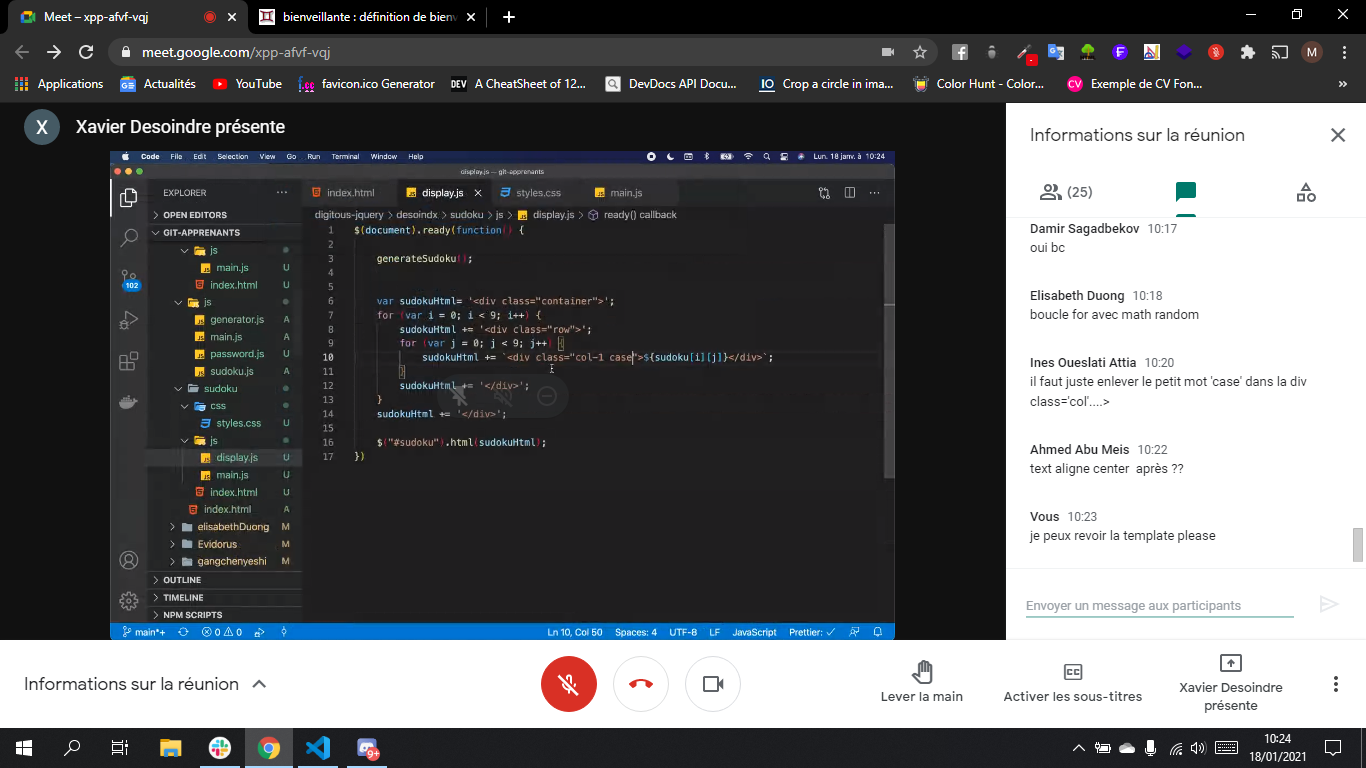 Meet – xpp-afvf-vqj
bienveillante : définition de bienv
meet.google.com/xpp-afvf-vqj
M
Applications
Actualités
YouTube
favicon.ico Generator
DEV A CheatSheet of 12...
DevDocs API Docu...
IO Crop a circle in ima...
Color Hunt - Color...
CV Exemple de CV Fon...
»
X Xavier Desoindre présente
Code File Edit Selection View Go Run Terminal Window Help
Lun. 18 janv. à 10:24
display.js — git-apprenants
EXPLORER
index.html
display.js
styles.css
main.js
OPEN EDITORS
GIT-APPRENANTS
digitous-jquery > desoindx > sudoku > js > display.js > ready() callback
js
main.js U
index.html U
js
generator.js A
main.js A
password.js U
sudoku.js A
sudoku
css
styles.css U
js
display.js U
main.js U
index.html U
index.html A
elisabethDuong M
Evidorus M
gangchenyeshi M
OUTLINE
TIMELINE
NPM SCRIPTS
102
1 $(document).ready(function() {
2
3 generateSudoku();
4
5
6 var sudokuHtml= '<div class="container">';
7 for (var i = 0; i < 9; i++) {
8 sudokuHtml += '<div class="row">';
9 for (var j = 0; j < 9; j++) {
10 sudokuHtml += `<div class="col-1 case">${sudoku[i][j]}</div>`;
11 }
12 sudokuHtml += '</div>';
13 }
14 sudokuHtml += '</div>';
15
16 $("#sudoku").html(sudokuHtml);
17 })
main*+ 0 0 Ln 10, Col 50 Spaces: 4 UTF-8 LF JavaScript Prettier: ✓
Informations sur la réunion
(25)
Damir Sagadbekov 10:17
oui bc
Elisabeth Duong 10:18
boucle for avec math random
Ines Oueslati Attia 10:20
il faut juste enlever le petit mot 'case' dans la div
class='col'....>
Ahmed Abu Meis 10:22
text aligne center après ??
Vous 10:23
je peux revoir la template please
Envoyer un message aux participants
Informations sur la réunion
Lever la main
Activer les sous-titres
Xavier Desoindre
présente
9+
10:24
18/01/2021